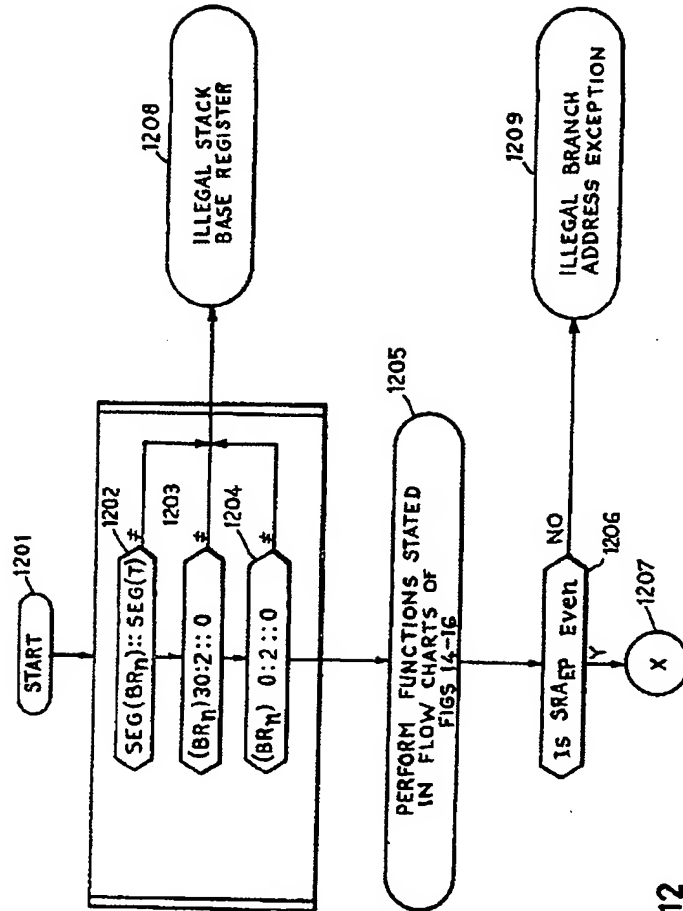 START
1201
SEG(BRn)::SEG(T)
1202
≠
(BRn)30:2::0
1203
≠
(BRn) 0:2::0
1204
≠
1208
ILLEGAL STACK
BASE REGISTER
1205
PERFORM FUNCTIONS STATED
IN FLOW CHARTS OF
FIGS 14-16
Is SRAEP Even
1206
NO
Y
1209
ILLEGAL BRANCH
ADDRESS EXCEPTION
X
1207
12